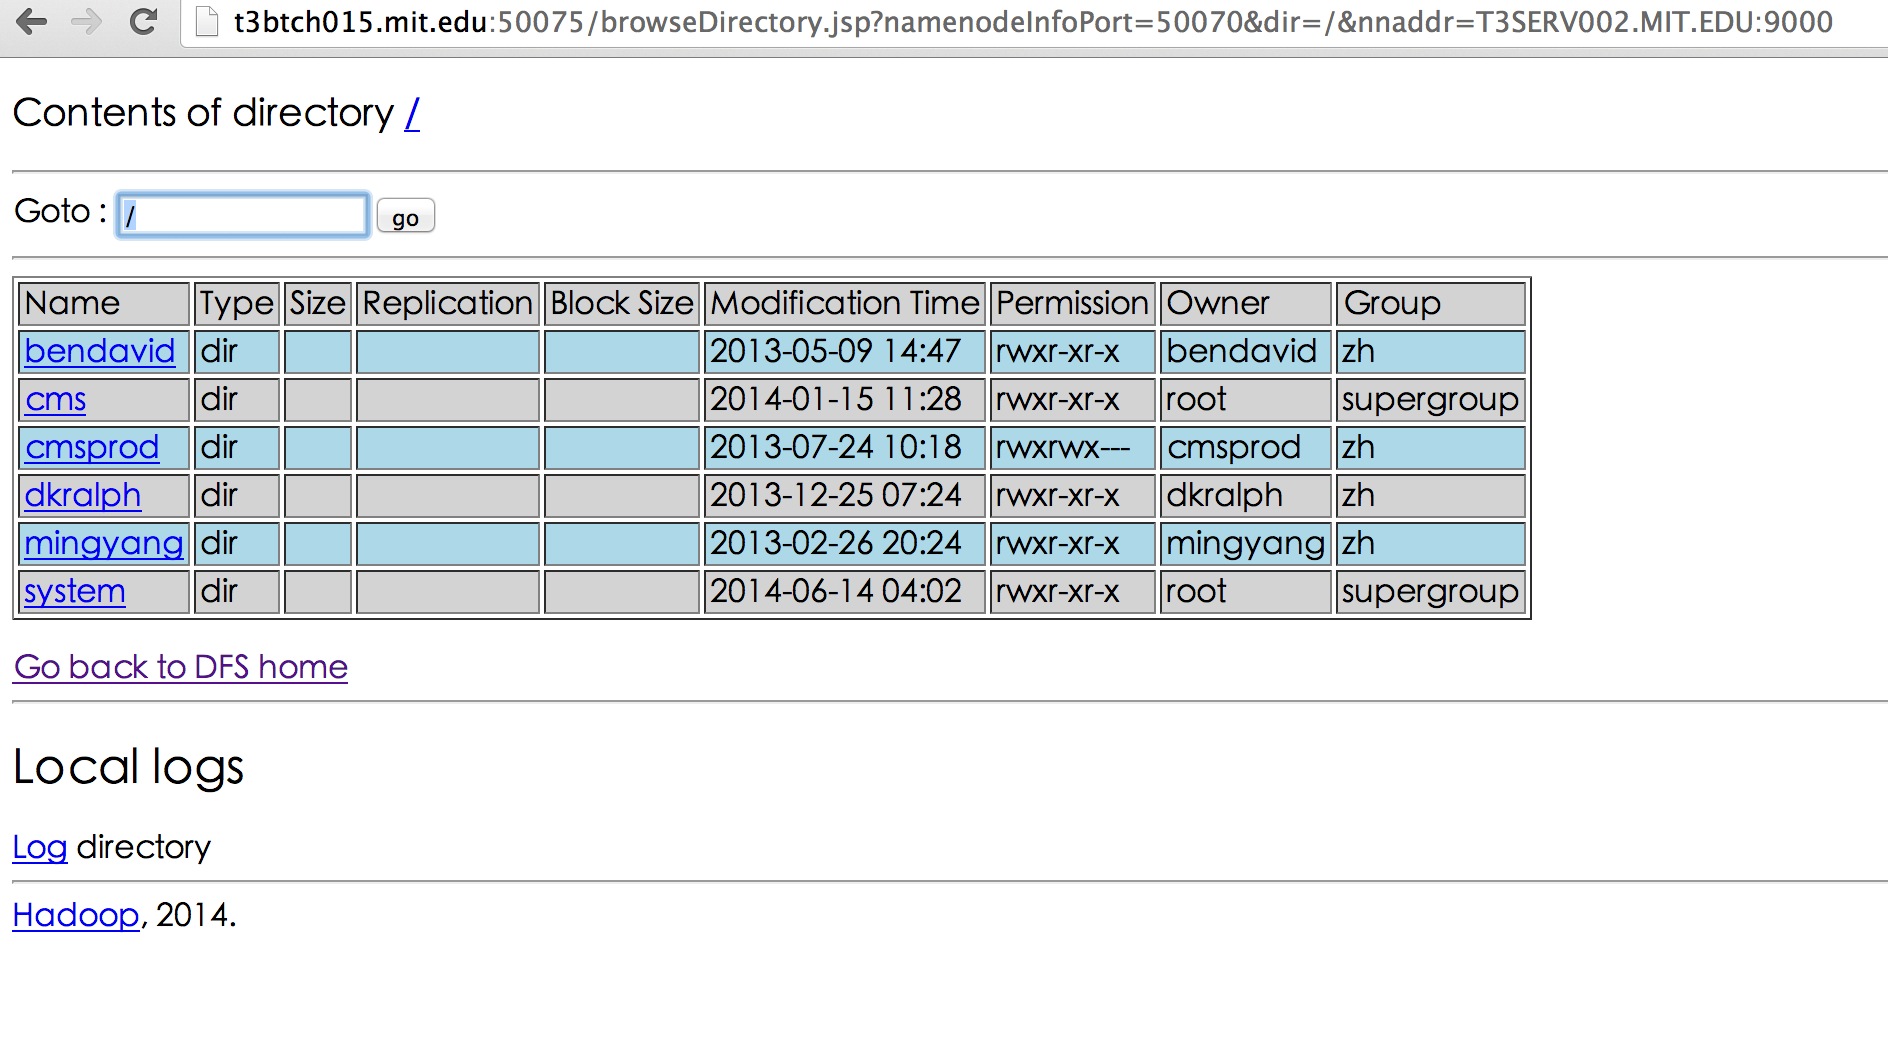 t3btch015.mit.edu:50075/browseDirectory.jsp?namenodeInfoPort=50070&dir=/&nnaddr=T3SERV002.MIT.EDU:9000
Contents of directory /
Goto : / go
Name Type Size Replication Block Size Modification Time Permission Owner Group
bendavid dir 2013-05-09 14:47 rwxr-xr-x bendavid zh
cms dir 2014-01-15 11:28 rwxr-xr-x root supergroup
cmsprod dir 2013-07-24 10:18 rwxrwx--- cmsprod zh
dkralph dir 2013-12-25 07:24 rwxr-xr-x dkralph zh
mingyang dir 2013-02-26 20:24 rwxr-xr-x mingyang zh
system dir 2014-06-14 04:02 rwxr-xr-x root supergroup
Go back to DFS home
Local logs
Log directory
Hadoop, 2014.